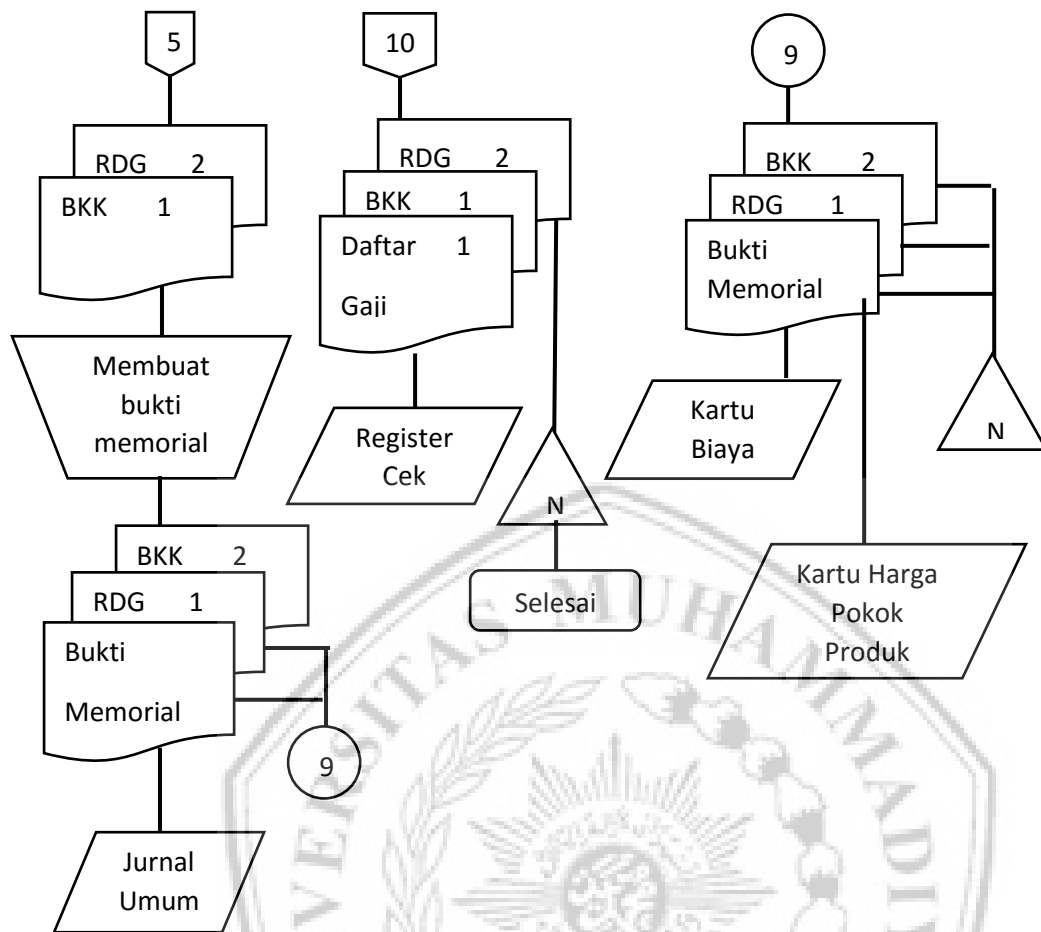 5
RDG 2
BKK 1
Membuat
bukti
memorial
BKK 2
RDG 1
Bukti
Memorial
9
Jurnal
Umum
10
RDG 2
BKK 1
Daftar 1
Gaji
Register
Cek
N
Selesai
9
BKK 2
RDG 1
Bukti
Memorial
Kartu
Biaya
N
Kartu Harga
Pokok
Produk